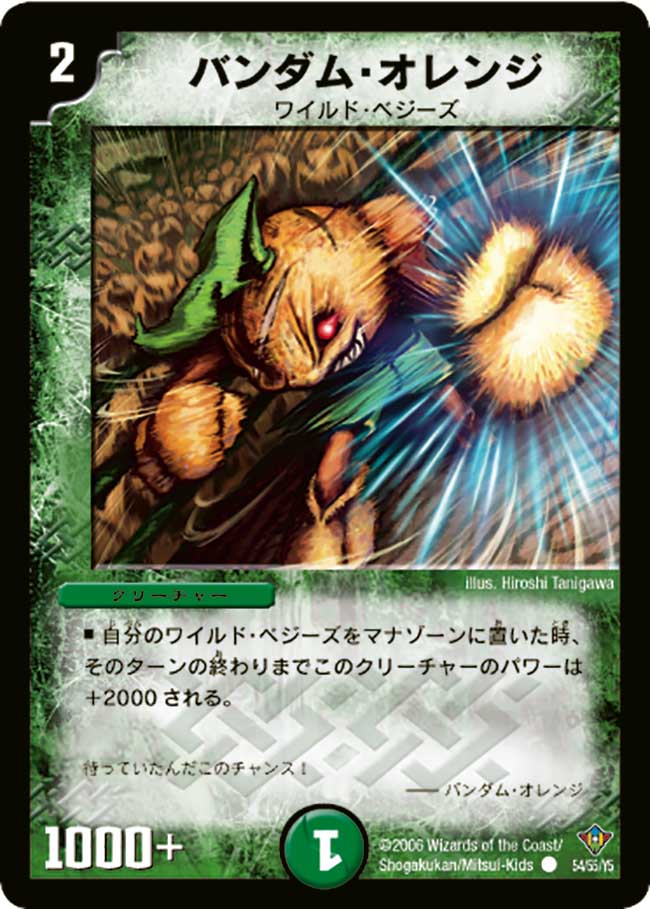 2
バンダム・オレンジ
ワイルド・ベジーズ
illus. Hiroshi Tanigawa
クリーチャー
■ 自分のワイルド・ベジーズをマナゾーンに置いた時、
そのターンの終わりまでこのクリーチャーのパワーは
+2000 される。
待っていたんだこのチャンス!
―― バンダム・オレンジ
1000+
1
©2006 Wizards of the Coast/
Shogakukan/Mitsui-Kids
54/55/Y5